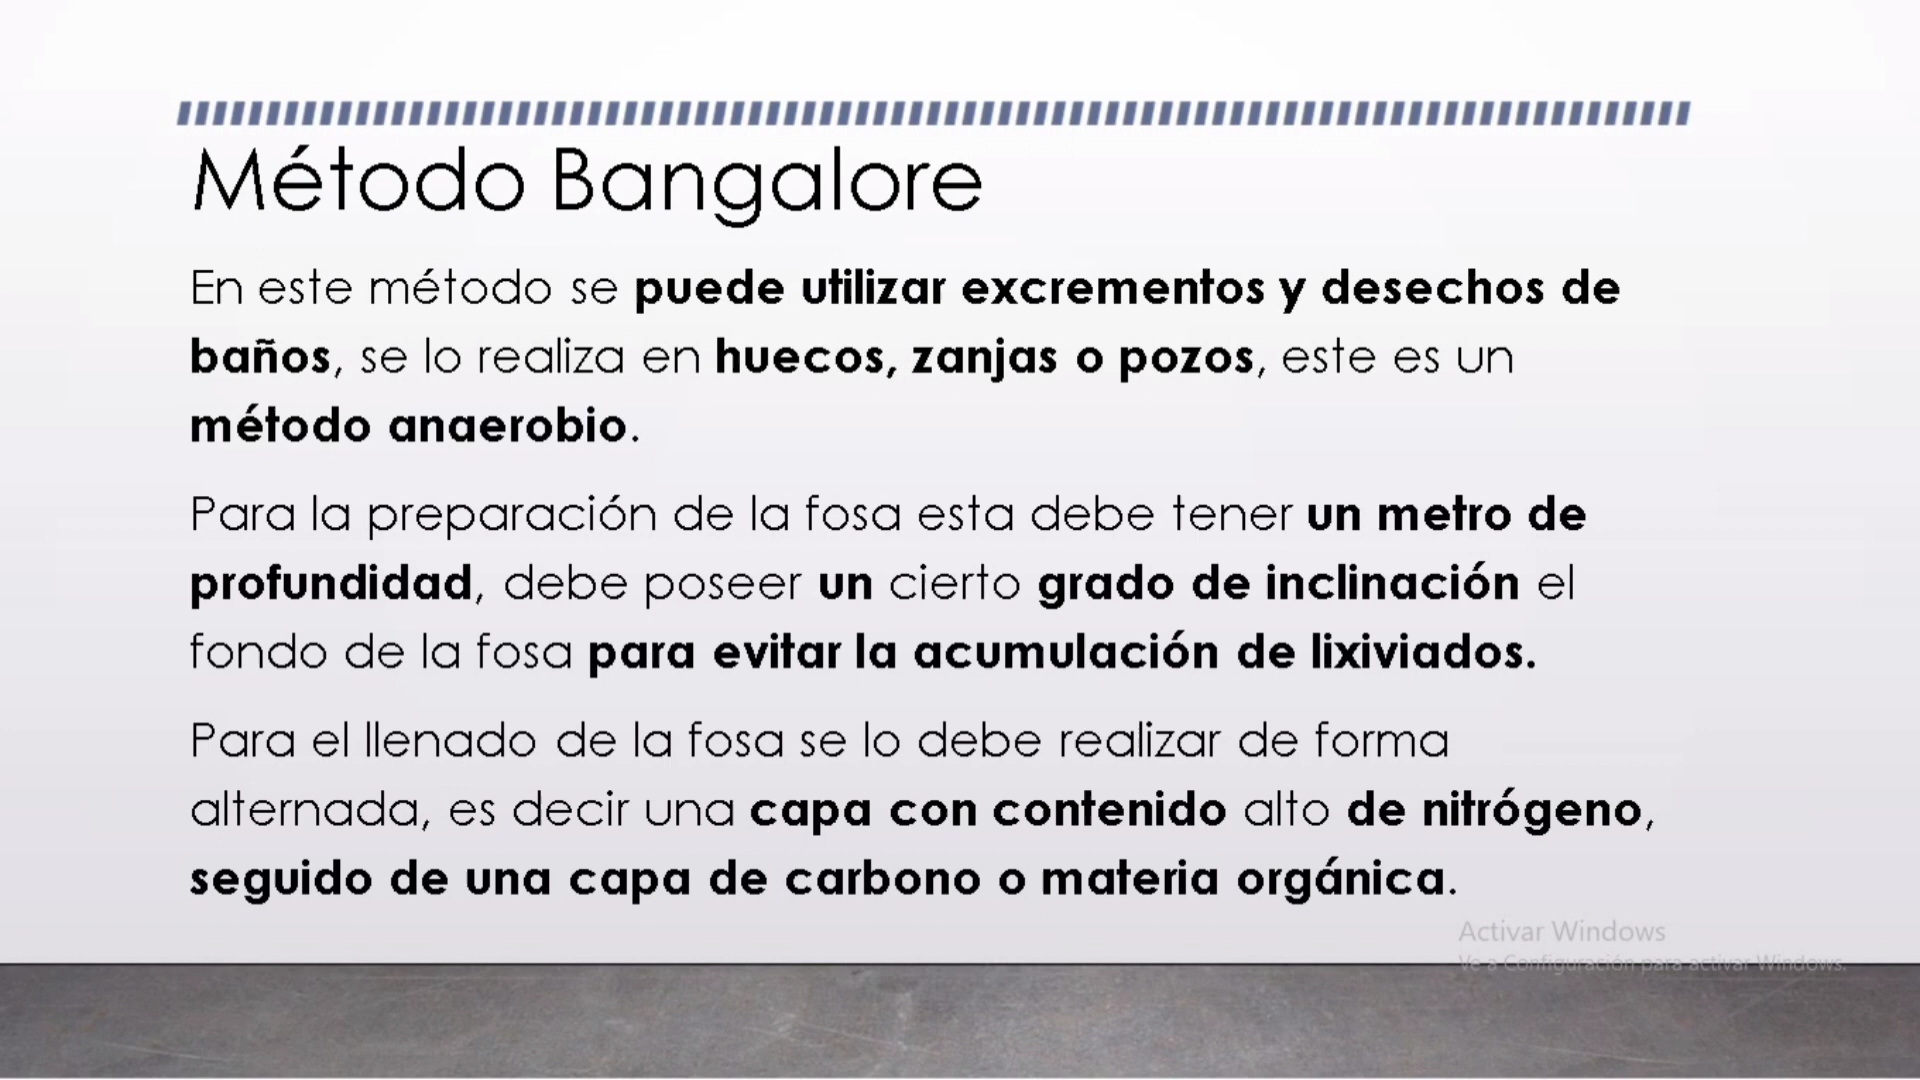 Método Bangalore
En este método se puede utilizar excrementos y desechos de
baños, se lo realiza en huecos, zanjas o pozos, este es un
método anaerobio.
Para la preparación de la fosa esta debe tener un metro de
profundidad, debe poseer un cierto grado de inclinación el
fondo de la fosa para evitar la acumulación de lixiviados.
Para el llenado de la fosa se lo debe realizar de forma
alternada, es decir una capa con contenido alto de nitrógeno,
seguido de una capa de carbono o materia orgánica.
Activar Windows
Ve a Configuración para activar Windows.